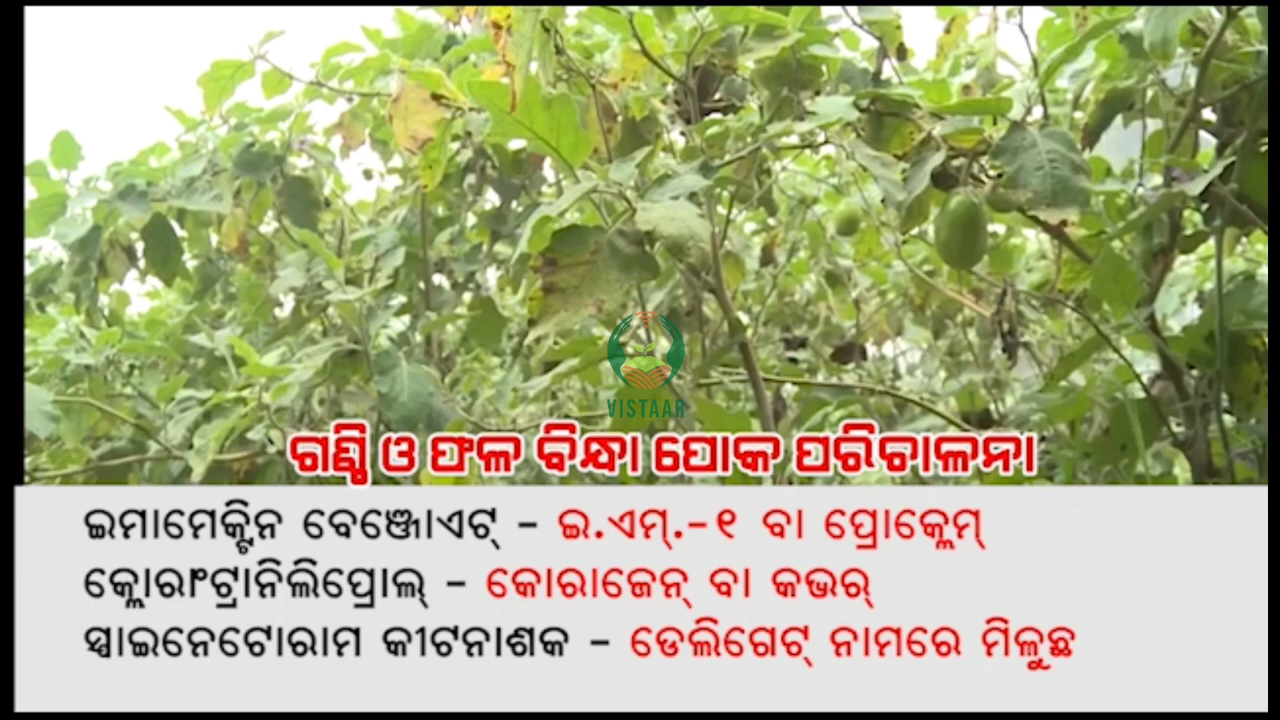 VISTAAR
ଗଣ୍ଠି ଓ ଫଳ ବିନ୍ଧା ପୋକ ପରିଚାଳନା
ଇମାମେକ୍ଟିନ ବେଞ୍ଜୋଏଟ୍ - ଇ.ଏମ୍.-୧ ବା ପ୍ରୋକ୍ଲେମ୍
କ୍ଲୋରାଂଟ୍ରାନିଲିପ୍ରୋଲ୍ - କୋରାଜେନ୍ ବା କଭର୍
ସ୍ପାଇନେଟୋରାମ କୀଟନାଶକ - ଡେଲିଗେଟ୍ ନାମରେ ମିଳୁଛି